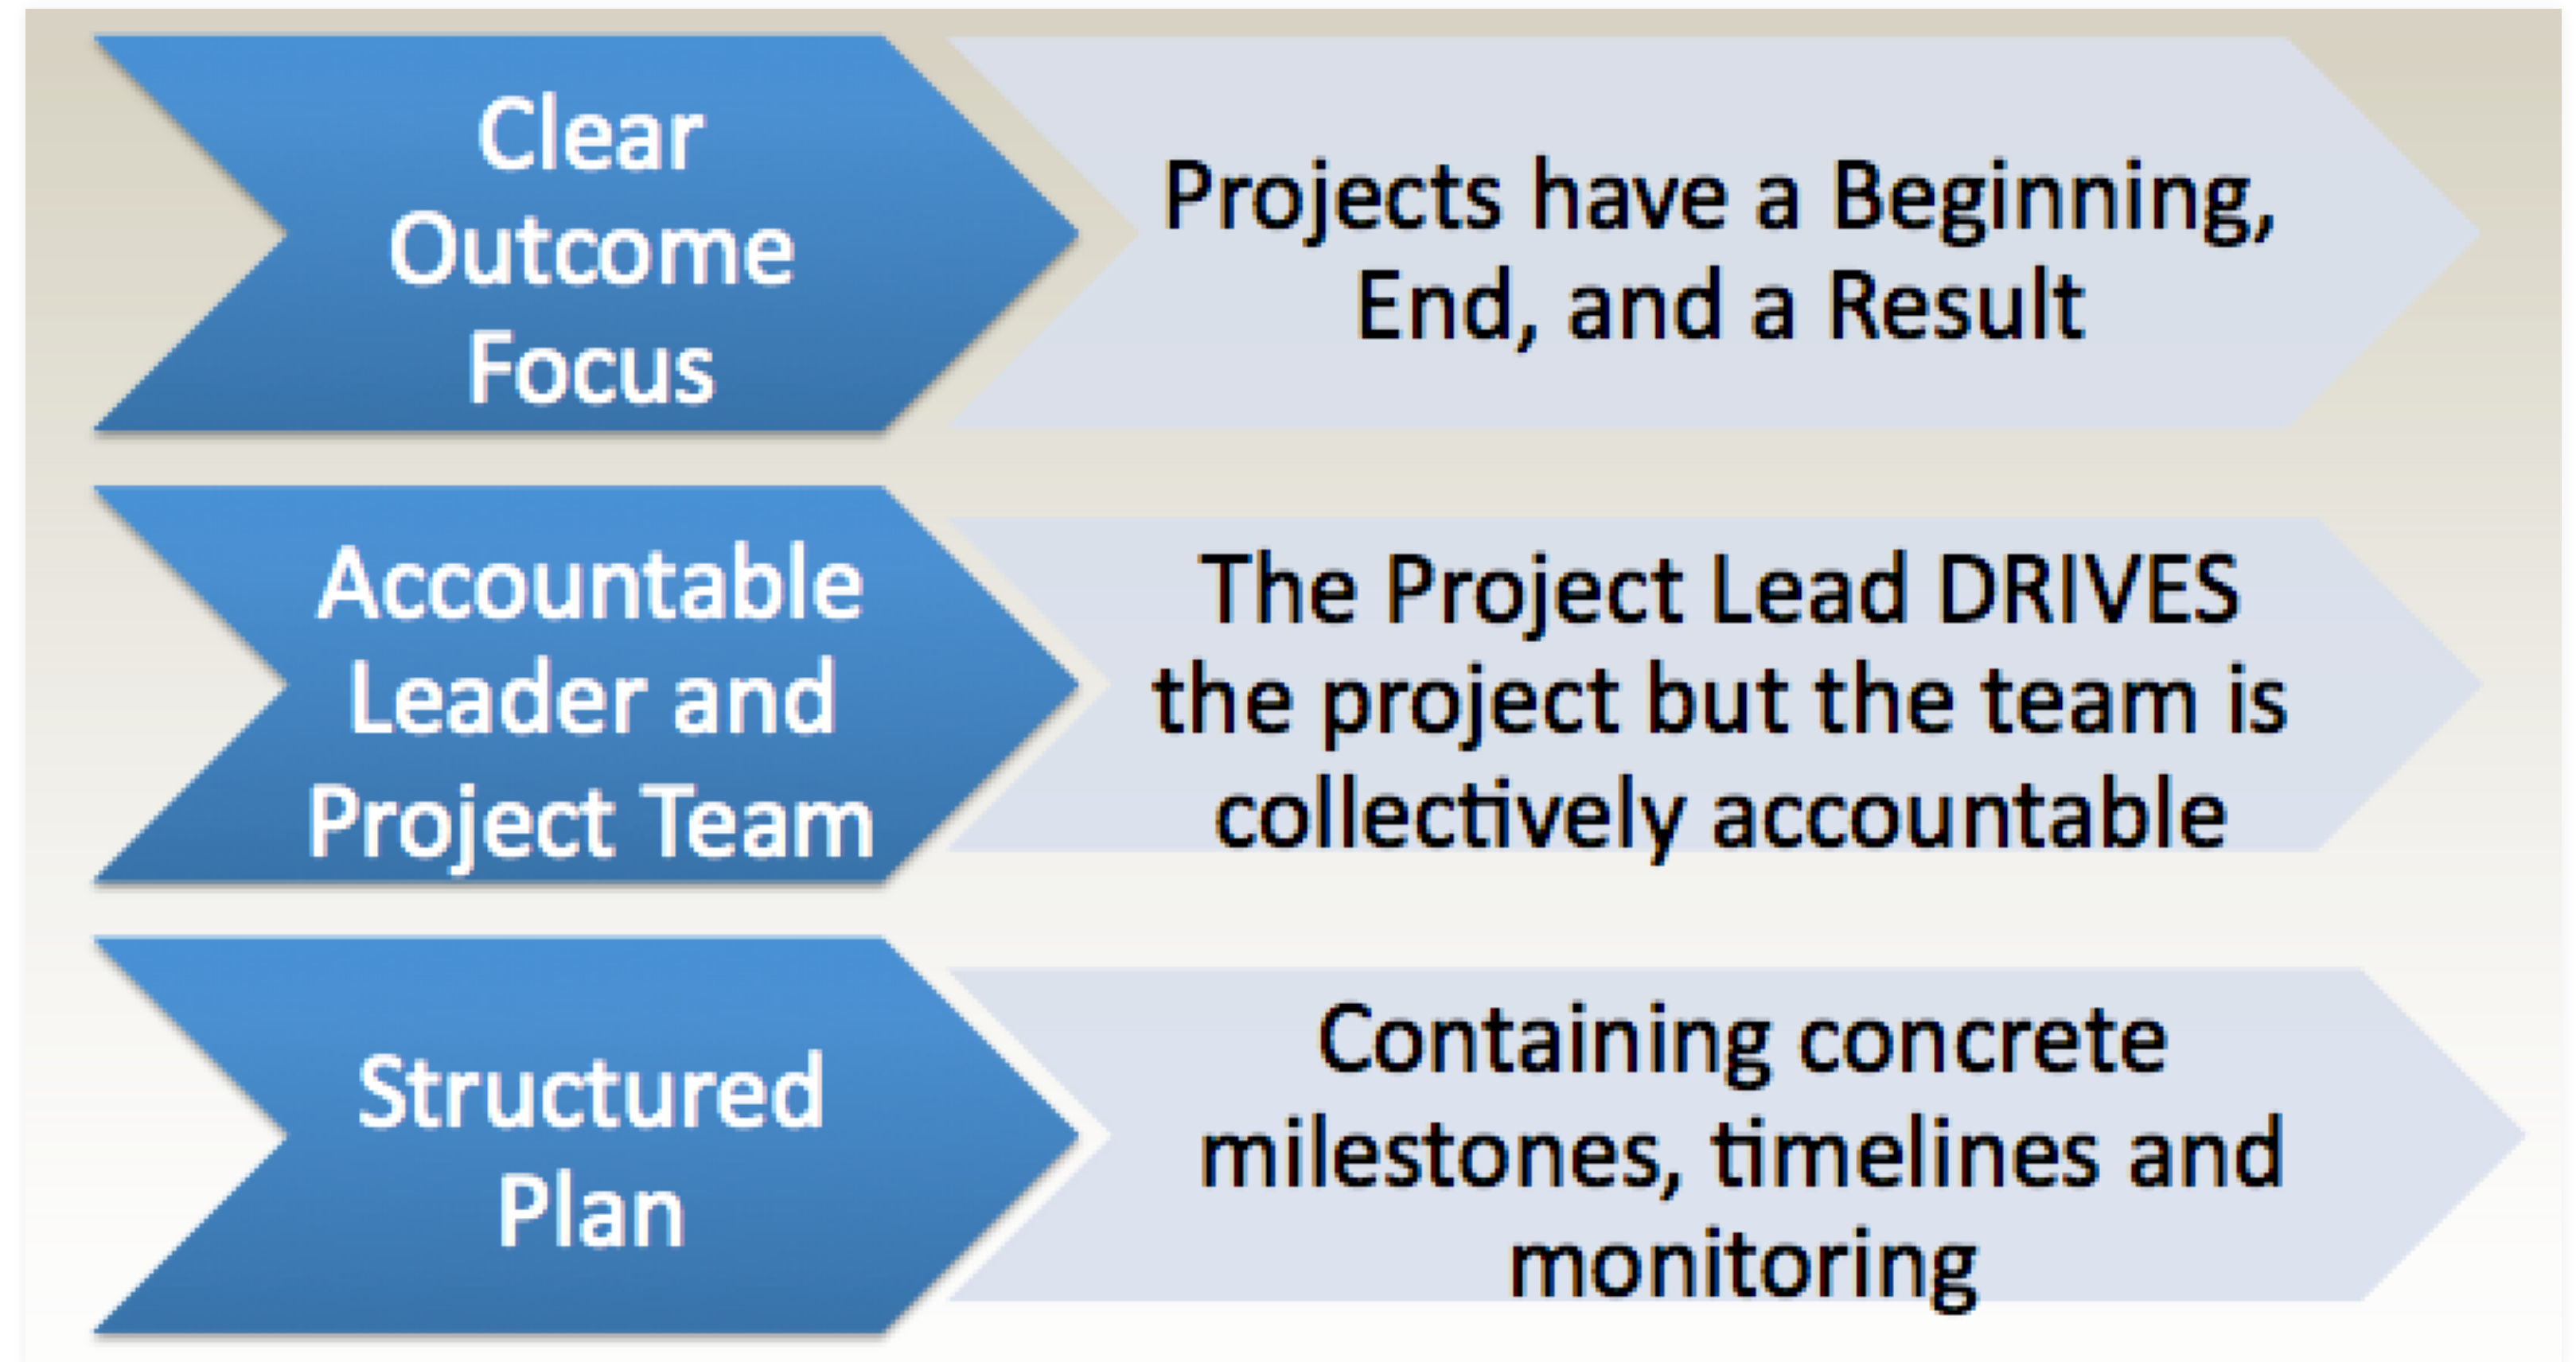 Clear
Outcome
Focus
Projects have a Beginning,
End, and a Result
Accountable
Leader and
Project Team
The Project Lead DRIVES
the project but the team is
collectively accountable
Structured
Plan
Containing concrete
milestones, timelines and
monitoring